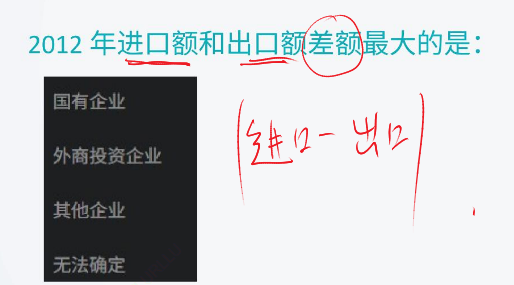 2012 年进口额和出口额差额最大的是：
国有企业
|进口－出口|
外商投资企业
其他企业
无法确定